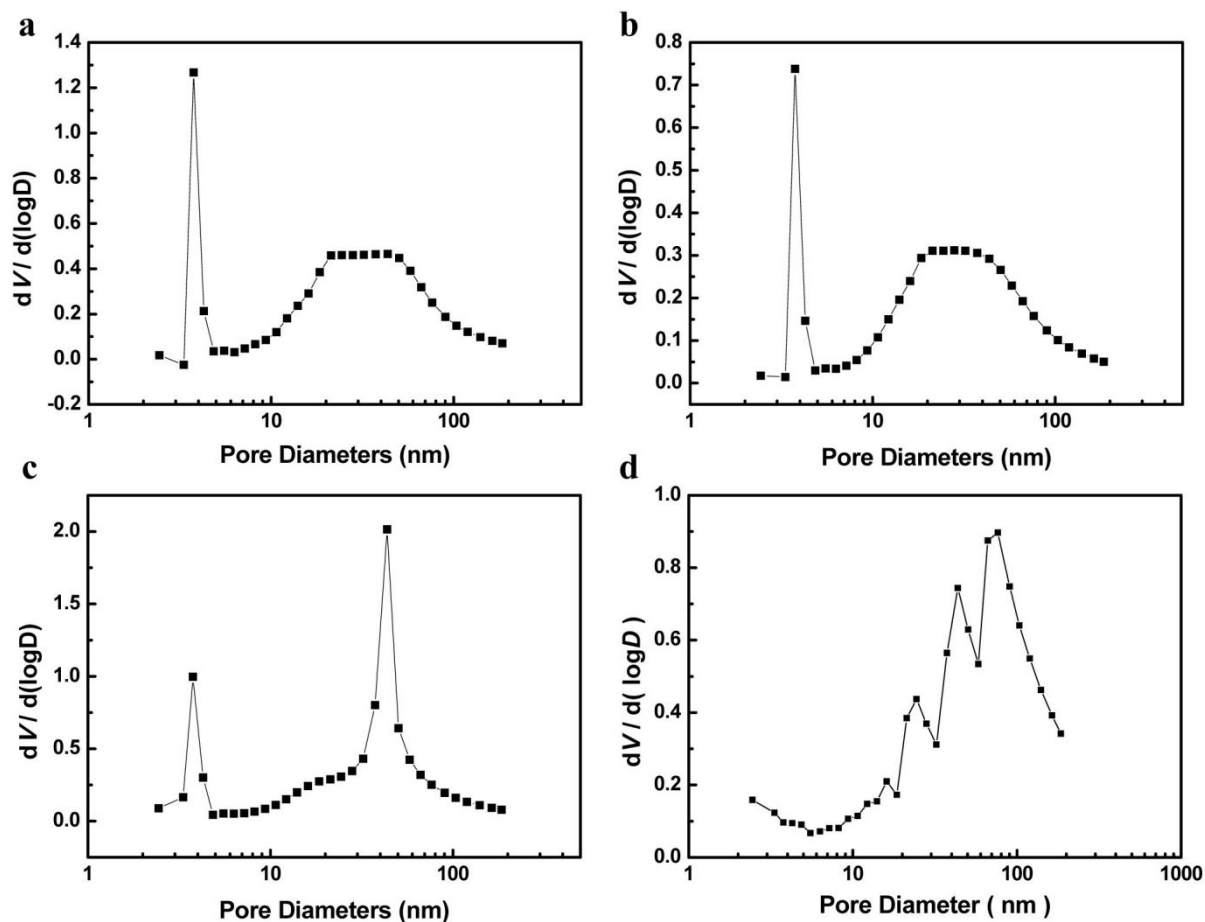 a
1.4
1.2
1.0
0.8
0.6
0.4
0.2
0.0
-0.2
dV / d(logD)
1 10 100
Pore Diameters (nm)
b
0.8
0.7
0.6
0.5
0.4
0.3
0.2
0.1
0.0
dV / d(logD)
1 10 100
Pore Diameters (nm)
c
2.0
1.5
1.0
0.5
0.0
dV / d(logD)
1 10 100
Pore Diameters (nm)
d
1.0
0.8
0.6
0.4
0.2
0.0
dV / d( logD )
1 10 100 1000
Pore Diameter ( nm )